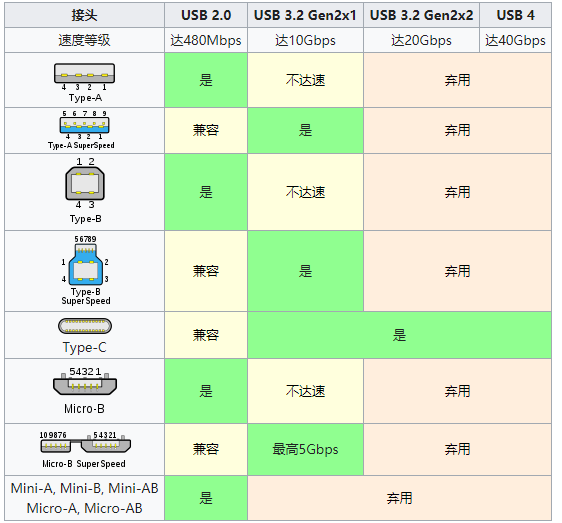 接头 USB 2.0 USB 3.2 Gen2x1 USB 3.2 Gen2x2 USB 4
速度等级 达480Mbps 达10Gbps 达20Gbps 达40Gbps
4 3 2 1
Type-A
是 不达速 弃用
5 6 7 8 9
4 3 2 1
Type-A SuperSpeed
兼容 是 弃用
1 2
4 3
Type-B
是 不达速 弃用
56789
1 2
4 3
Type-B
SuperSpeed
兼容 是 弃用
Type-C
兼容 是
54321
Micro-B
是 不达速 弃用
109876 54321
Micro-B SuperSpeed
兼容 最高5Gbps 弃用
Mini-A, Mini-B, Mini-AB
Micro-A, Micro-AB
是 弃用